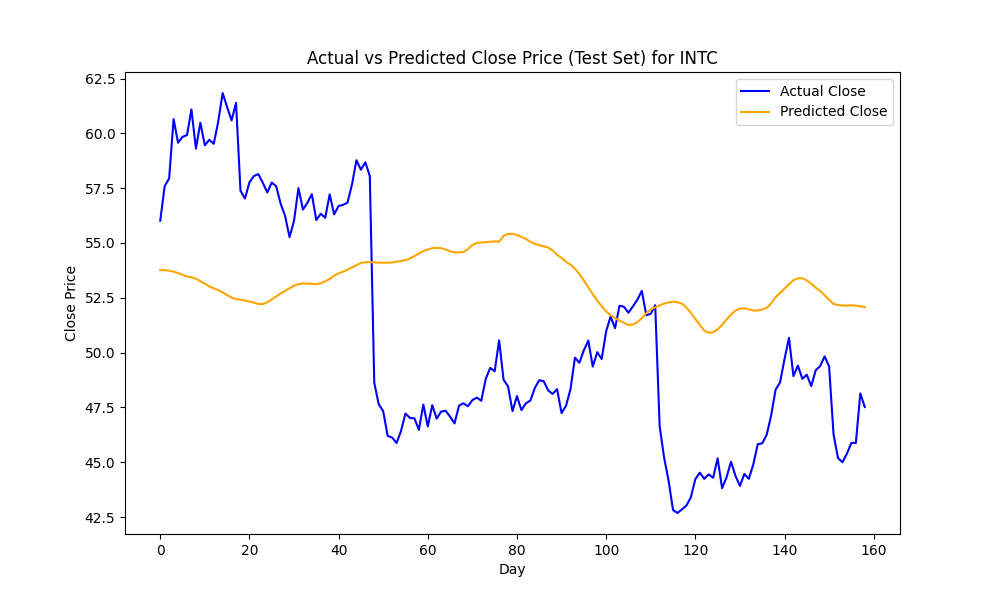 Actual vs Predicted Close Price (Test Set) for INTC
Actual Close
Predicted Close
Close Price
62.5
60.0
57.5
55.0
52.5
50.0
47.5
45.0
42.5
0 20 40 60 80 100 120 140 160
Day